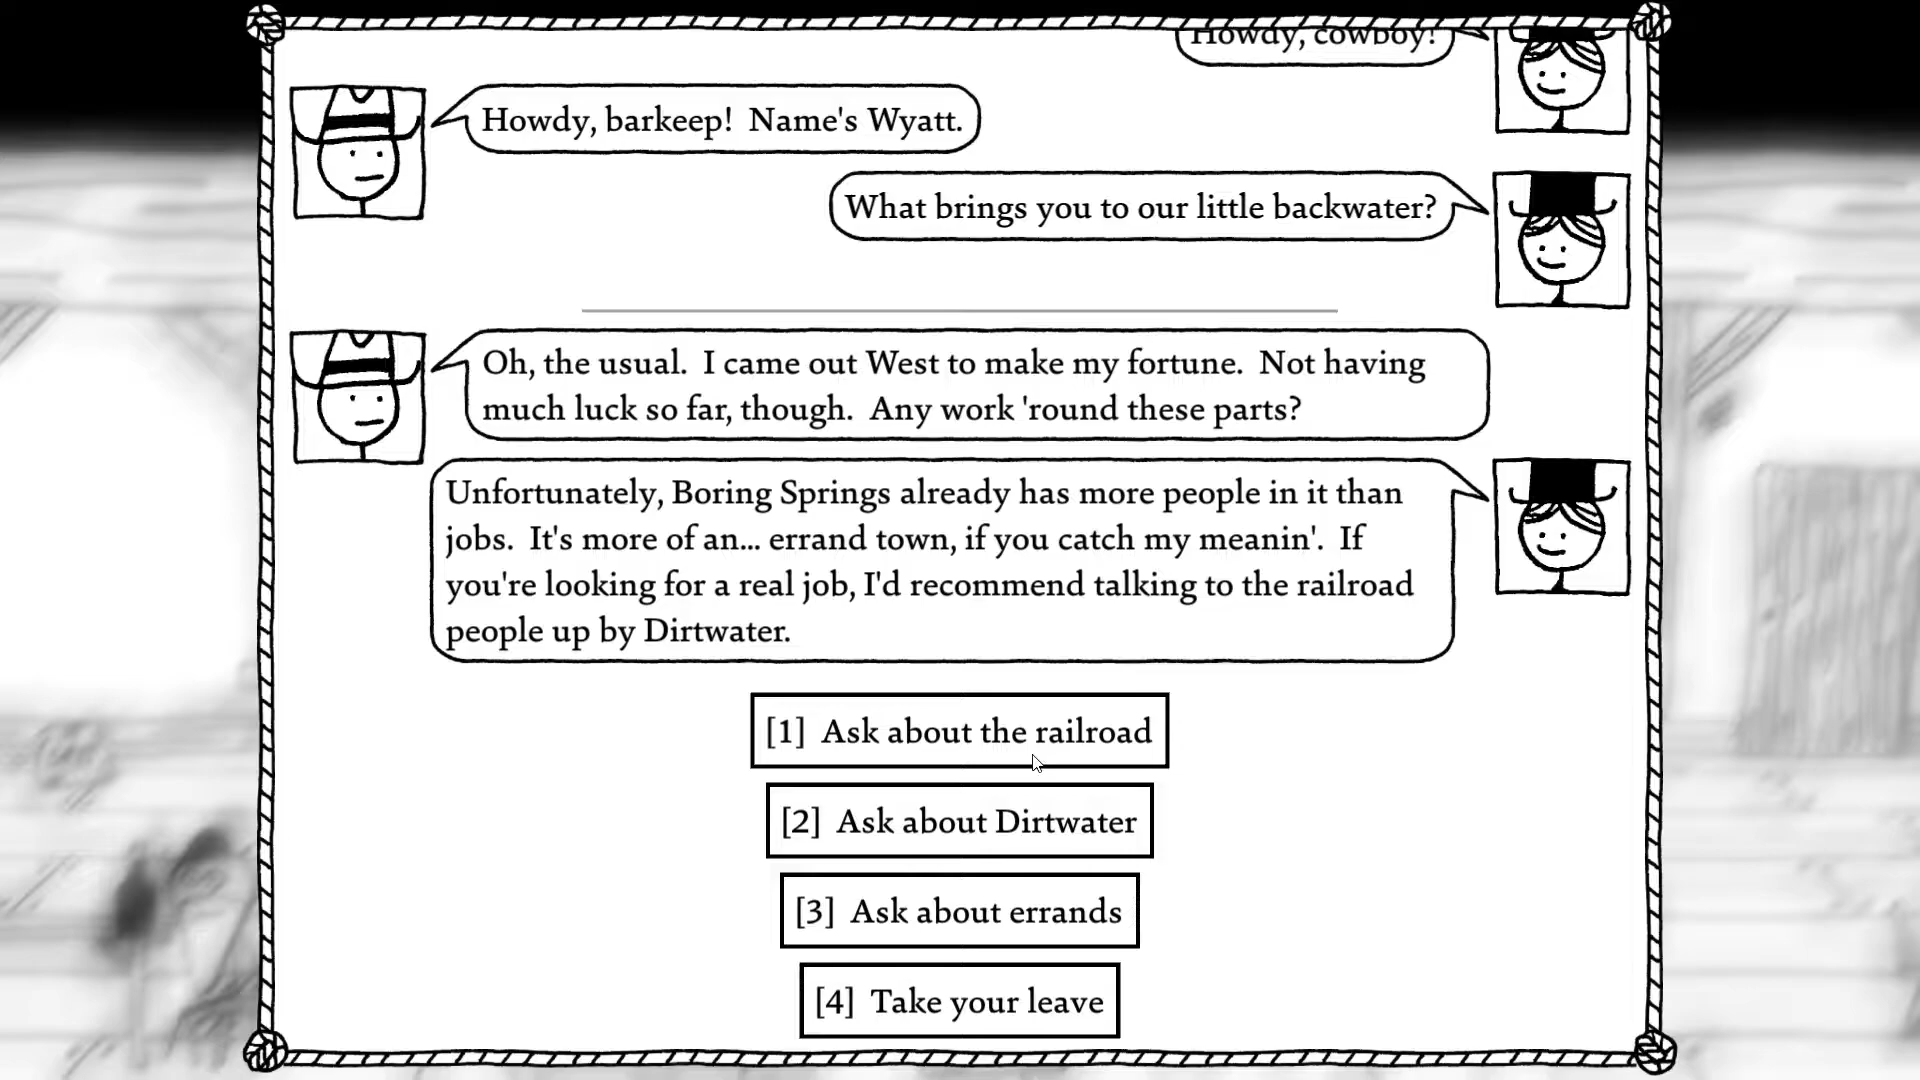 Howdy, cowboy!
Howdy, barkeep!  Name's Wyatt.
What brings you to our little backwater?
Oh, the usual.  I came out West to make my fortune.  Not having
much luck so far, though.  Any work 'round these parts?
Unfortunately, Boring Springs already has more people in it than
jobs.  It's more of an... errand town, if you catch my meanin'.  If
you're looking for a real job, I'd recommend talking to the railroad
people up by Dirtwater.
[1]  Ask about the railroad
[2]  Ask about Dirtwater
[3]  Ask about errands
[4]  Take your leave